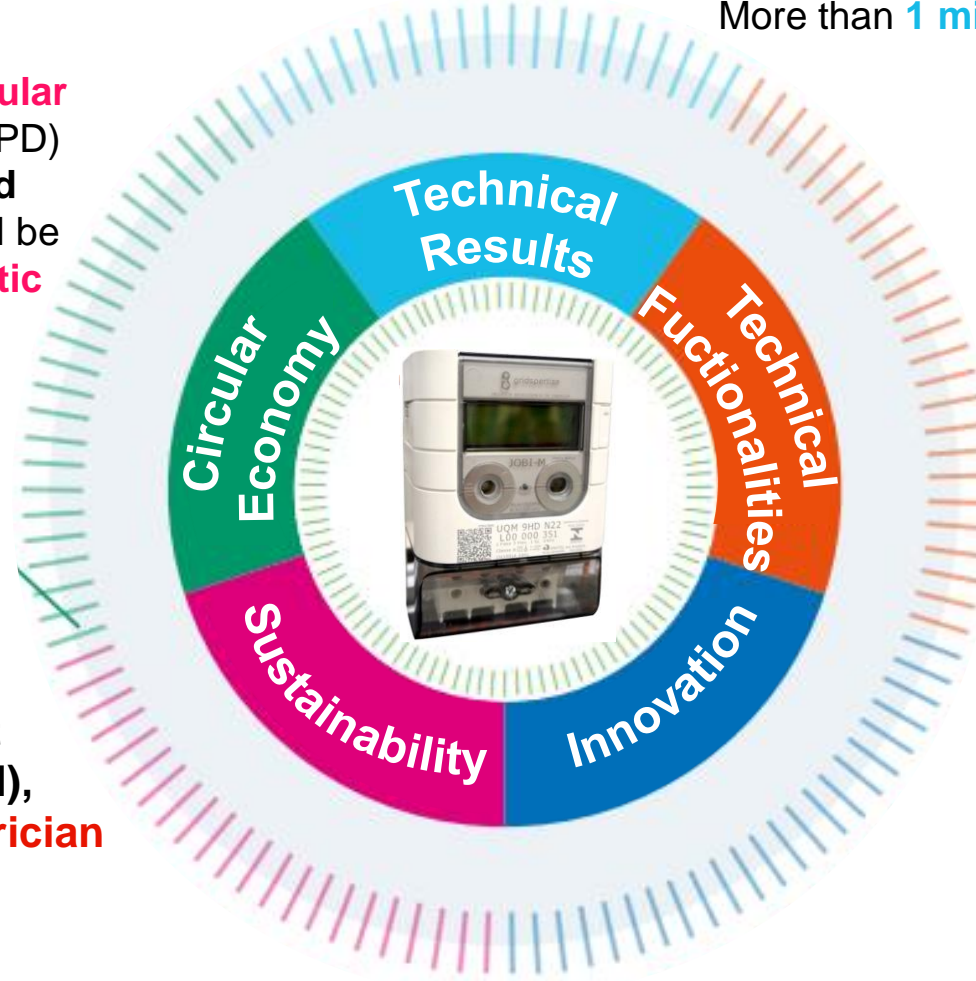 More than 1 mi
ular
PD)
d
l be
tic
Technical
Results
Technical
Fuctionalities
Circular
Economy
gridspertise
JOBI-M
UQM 9HD N22
L00 000 351
Sustainability
Innovation
l),
rician